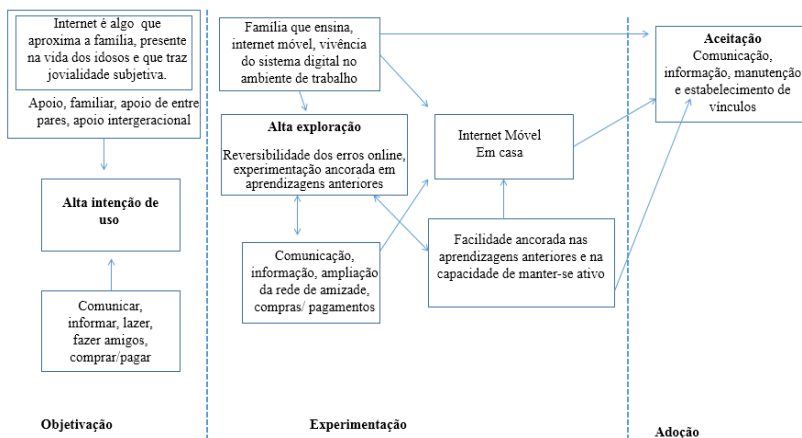 Internet é algo que
aproxima a família, presente
na vida dos idosos e que traz
jovialidade subjetiva.
Apoio, familiar, apoio de entre
pares, apoio intergeracional
Alta intenção de
uso
Comunicar,
informar, lazer,
fazer amigos,
comprar/pagar
Objetivação
Família que ensina,
internet móvel, vivência
do sistema digital no
ambiente de trabalho
Alta exploração
Reversibilidade dos erros online,
experimentação ancorada em
aprendizagens anteriores
Internet Móvel
Em casa
Comunicação,
informação, ampliação
da rede de amizade,
compras/ pagamentos
Facilidade ancorada nas
aprendizagens anteriores e na
capacidade de manter-se ativo
Experimentação
Aceitação
Comunicação,
informação, manutenção
e estabelecimento de
vínculos
Adoção